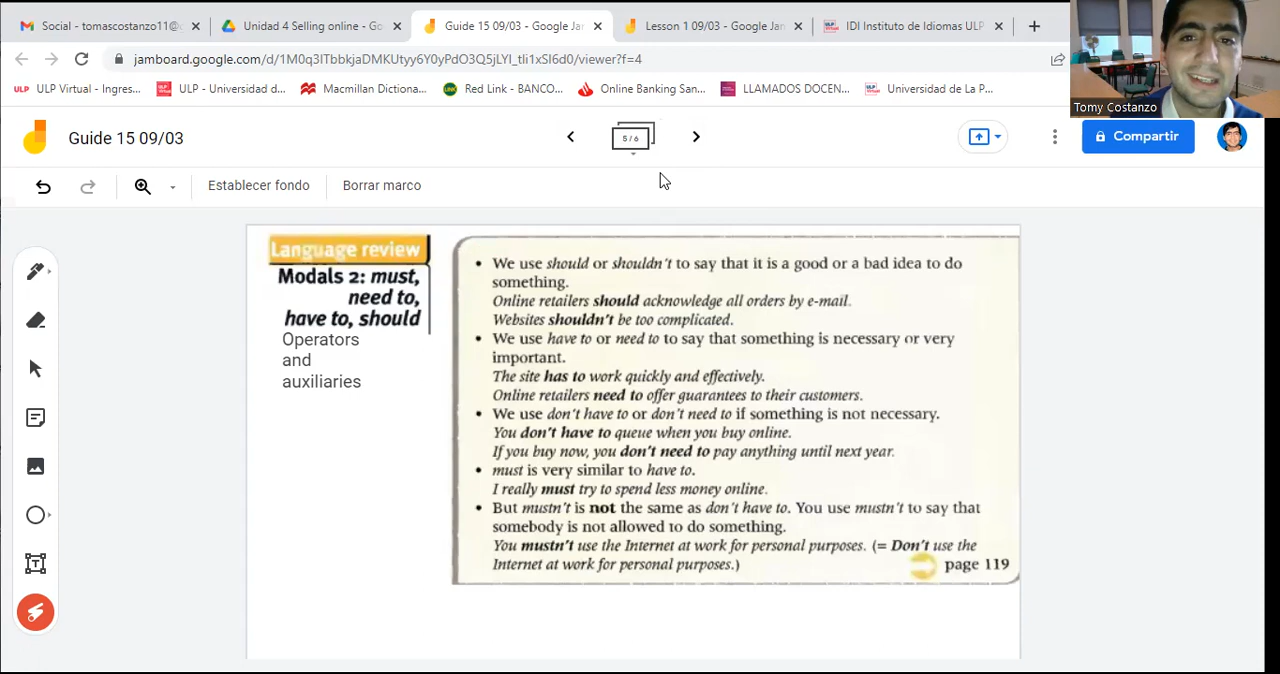 Social - tomascostanzo11@
Unidad 4 Selling online - Go
Guide 15 09/03 - Google Jan
Lesson 1 09/03 - Google Jan
IDI Instituto de Idiomas ULP
jamboard.google.com/d/1M0q3lTbbkjaDMKUtyy6Y0yPdO3Q5jLYl_tli1xSI6d0/viewer?f=4
ULP Virtual - Ingres...
ULP - Universidad d...
Macmillan Dictiona...
Red Link - BANCO...
Online Banking San...
LLAMADOS DOCEN...
Universidad de La P...
Tomy Costanzo
Guide 15 09/03
5 / 6
Compartir
Establecer fondo
Borrar marco
Language review
Modals 2: must,
need to,
have to, should
Operators
and
auxiliaries
• We use should or shouldn't to say that it is a good or a bad idea to do
something.
Online retailers should acknowledge all orders by e-mail.
Websites shouldn't be too complicated.
• We use have to or need to to say that something is necessary or very
important.
The site has to work quickly and effectively.
Online retailers need to offer guarantees to their customers.
• We use don't have to or don't need to if something is not necessary.
You don't have to queue when you buy online.
If you buy now, you don't need to pay anything until next year.
• must is very similar to have to.
I really must try to spend less money online.
• But mustn't is not the same as don't have to. You use mustn't to say that
somebody is not allowed to do something.
You mustn't use the Internet at work for personal purposes. (= Don't use the
Internet at work for personal purposes.)
page 119